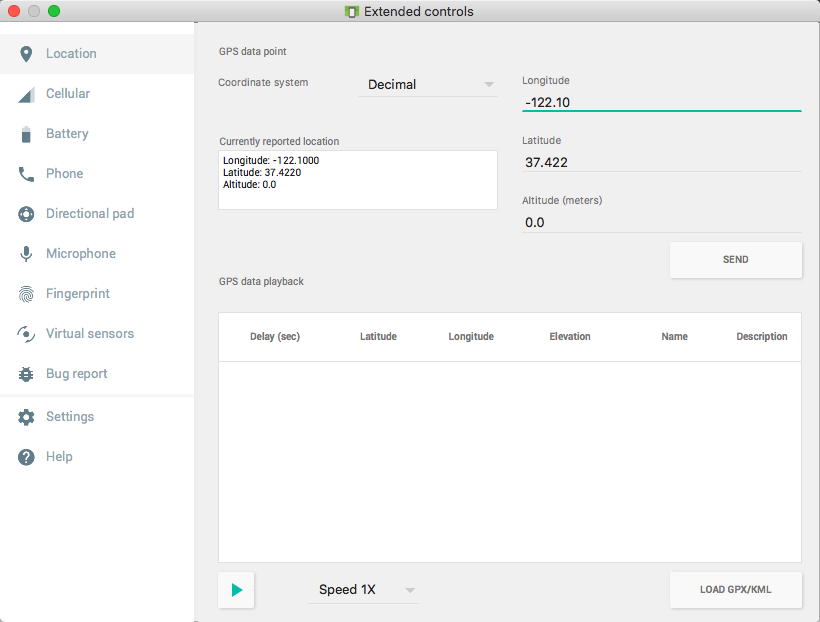 Extended controls
Location
Cellular
Battery
Phone
Directional pad
Microphone
Fingerprint
Virtual sensors
Bug report
Settings
Help
GPS data point
Coordinate system
Decimal
Longitude
-122.10
Currently reported location
Longitude: -122.1000
Latitude: 37.4220
Altitude: 0.0
Latitude
37.422
Altitude (meters)
0.0
SEND
GPS data playback
Delay (sec) Latitude Longitude Elevation Name Description
Speed 1X
LOAD GPX/KML